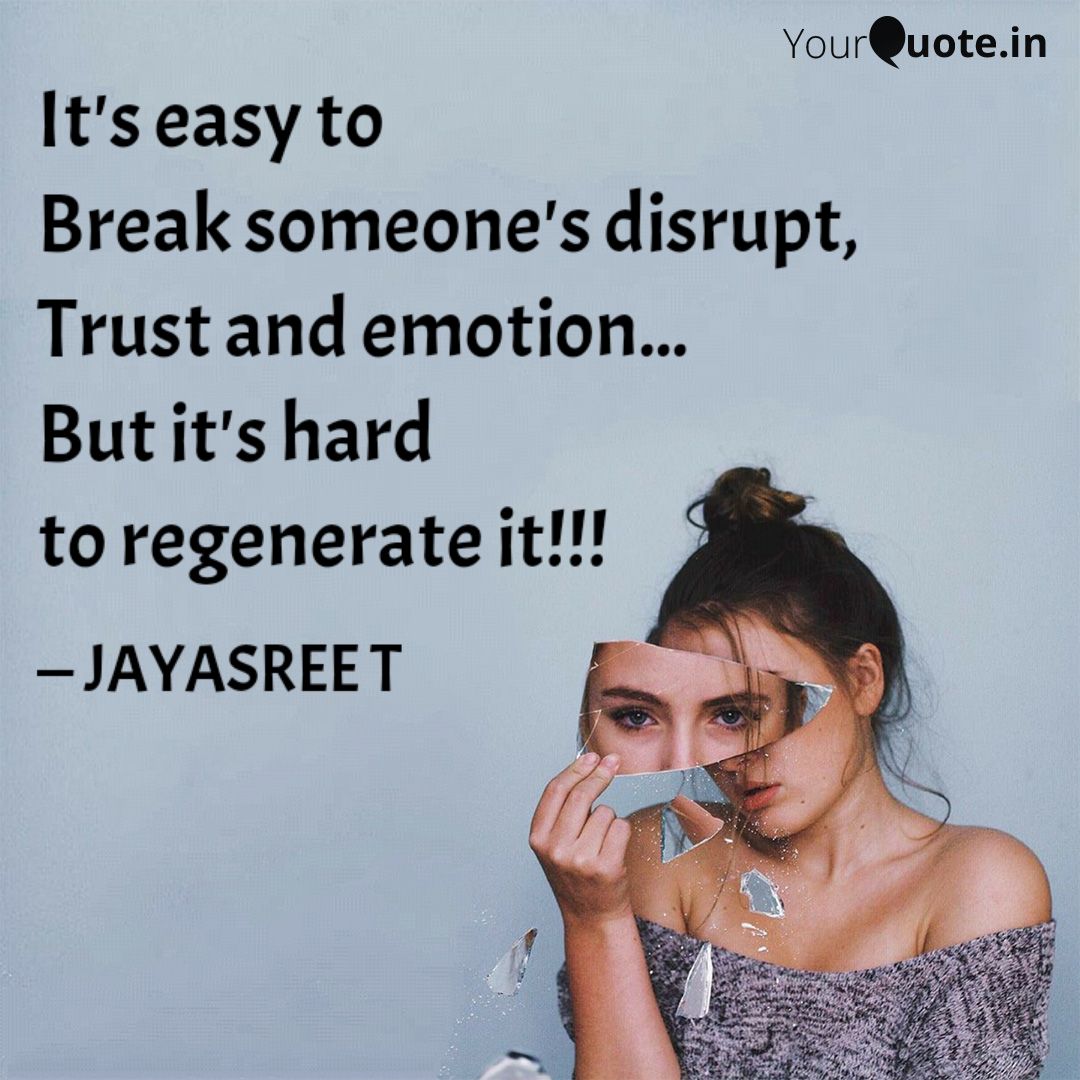 YourQuote.in
It's easy to
Break someone's disrupt,
Trust and emotion...
But it's hard
to regenerate it!!!
– JAYASREE T